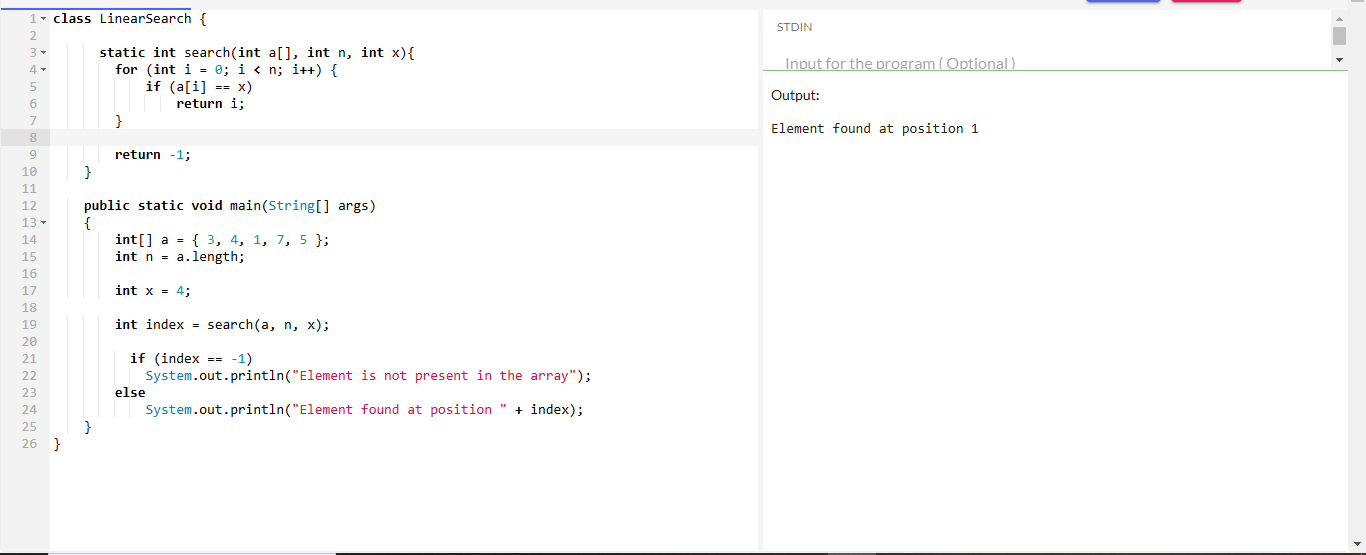 1 class LinearSearch {
2
3 static int search(int a[], int n, int x){
4 for (int i = 0; i < n; i++) {
5 if (a[i] == x)
6 return i;
7 }
8
9 return -1;
10 }
11
12 public static void main(String[] args)
13 {
14 int[] a = { 3, 4, 1, 7, 5 };
15 int n = a.length;
16
17 int x = 4;
18
19 int index = search(a, n, x);
20
21 if (index == -1)
22 System.out.println("Element is not present in the array");
23 else
24 System.out.println("Element found at position " + index);
25 }
26 }
STDIN
Input for the program ( Optional )
Output:
Element found at position 1